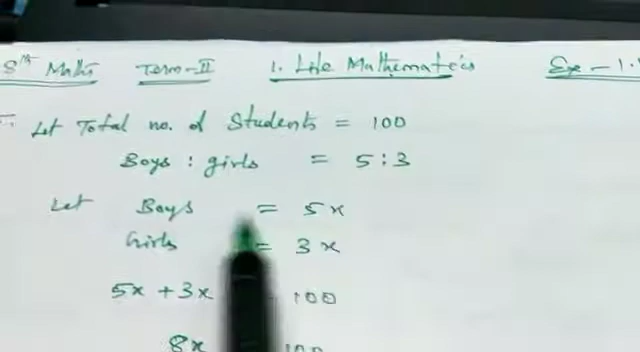 8th Maths Term-II 1. Life Mathematics Ex - 1.
Let Total no. of Students = 100
Boys : girls = 5:3
Let Boys = 5x
Girls = 3x
5x + 3x 100
8x 100